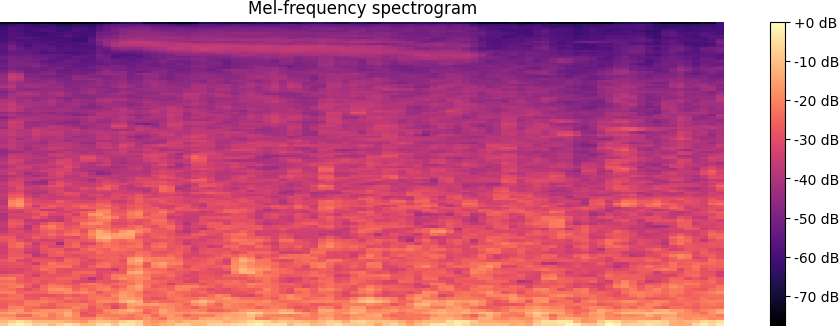 Mel-frequency spectrogram
+0 dB
-10 dB
-20 dB
-30 dB
-40 dB
-50 dB
-60 dB
-70 dB